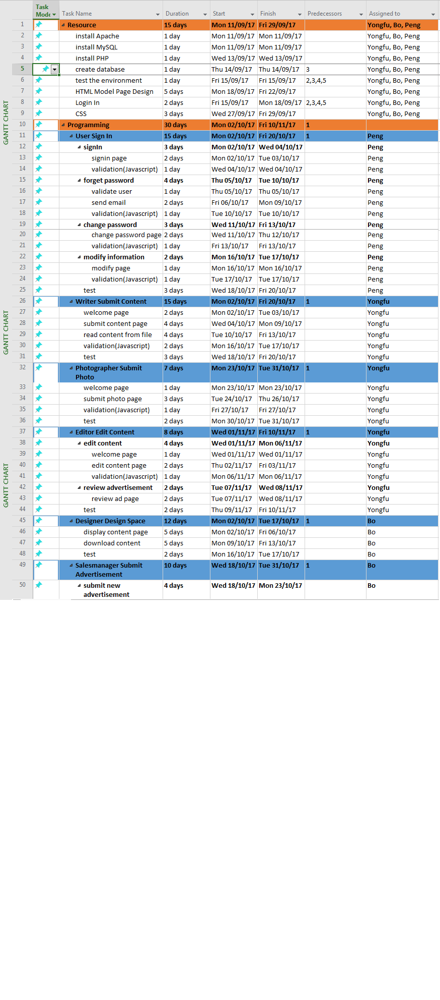 Task Mode Task Name Duration Start Finish Predecessors Assigned to
1 Resource 15 days Mon 11/09/17 Fri 29/09/17 Yongfu, Bo, Peng
2 install Apache 1 day Mon 11/09/17 Mon 11/09/17 Yongfu, Bo, Peng
3 install MySQL 1 day Mon 11/09/17 Mon 11/09/17 Yongfu, Bo, Peng
4 install PHP 1 day Wed 13/09/17 Wed 13/09/17 Yongfu, Bo, Peng
5 create database 1 day Thu 14/09/17 Thu 14/09/17 3 Yongfu, Bo, Peng
6 test the environment 1 day Fri 15/09/17 Fri 15/09/17 2,3,4,5 Yongfu, Bo, Peng
7 HTML Model Page Design 5 days Mon 18/09/17 Fri 22/09/17 Yongfu, Bo, Peng
8 Login In 2 days Fri 15/09/17 Mon 18/09/17 2,3,4,5 Yongfu, Bo, Peng
9 CSS 3 days Wed 27/09/17 Fri 29/09/17 Yongfu, Bo, Peng
GANTT CHART
10 Programming 30 days Mon 02/10/17 Fri 10/11/17 1
11 User Sign In 15 days Mon 02/10/17 Fri 20/10/17 1 Peng
12 signIn 3 days Mon 02/10/17 Wed 04/10/17 Peng
13 signin page 2 days Mon 02/10/17 Tue 03/10/17 Peng
14 validation(Javascript) 1 day Wed 04/10/17 Wed 04/10/17 Peng
15 forget password 4 days Thu 05/10/17 Tue 10/10/17 Peng
16 validate user 1 day Thu 05/10/17 Thu 05/10/17 Peng
17 send email 2 days Fri 06/10/17 Mon 09/10/17 Peng
18 validation(Javascript) 1 day Tue 10/10/17 Tue 10/10/17 Peng
19 change password 3 days Wed 11/10/17 Fri 13/10/17 Peng
20 change password page 2 days Wed 11/10/17 Thu 12/10/17 Peng
21 validation(Javascript) 1 day Fri 13/10/17 Fri 13/10/17 Peng
22 modify information 2 days Mon 16/10/17 Tue 17/10/17 Peng
23 modify page 1 day Mon 16/10/17 Mon 16/10/17 Peng
24 validation(Javascript) 1 day Tue 17/10/17 Tue 17/10/17 Peng
25 test 3 days Wed 18/10/17 Fri 20/10/17 Peng
26 Writer Submit Content 15 days Mon 02/10/17 Fri 20/10/17 1 Yongfu
27 welcome page 2 days Mon 02/10/17 Tue 03/10/17 Yongfu
28 submit content page 4 days Wed 04/10/17 Mon 09/10/17 Yongfu
GANTT CHART
29 read content from file 4 days Tue 10/10/17 Fri 13/10/17 Yongfu
30 validation(Javascript) 2 days Mon 16/10/17 Tue 17/10/17 Yongfu
31 test 3 days Wed 18/10/17 Fri 20/10/17 Yongfu
32 Photographer Submit Photo 7 days Mon 23/10/17 Tue 31/10/17 1 Yongfu
33 welcome page 1 day Mon 23/10/17 Mon 23/10/17 Yongfu
34 submit photo page 3 days Tue 24/10/17 Thu 26/10/17 Yongfu
35 validation(Javascript) 1 day Fri 27/10/17 Fri 27/10/17 Yongfu
36 test 2 days Mon 30/10/17 Tue 31/10/17 Yongfu
37 Editor Edit Content 8 days Wed 01/11/17 Fri 10/11/17 1 Yongfu
38 edit content 4 days Wed 01/11/17 Mon 06/11/17 Yongfu
39 welcome page 1 day Wed 01/11/17 Wed 01/11/17 Yongfu
40 edit content page 2 days Thu 02/11/17 Fri 03/11/17 Yongfu
41 validation(Javascript) 1 day Mon 06/11/17 Mon 06/11/17 Yongfu
GANTT CHART
42 review advertisement 2 days Tue 07/11/17 Wed 08/11/17 Yongfu
43 review ad page 2 days Tue 07/11/17 Wed 08/11/17 Yongfu
44 test 2 days Thu 09/11/17 Fri 10/11/17 Yongfu
45 Designer Design Space 12 days Mon 02/10/17 Tue 17/10/17 1 Bo
46 display content page 5 days Mon 02/10/17 Fri 06/10/17 Bo
47 download content 5 days Mon 09/10/17 Fri 13/10/17 Bo
48 test 2 days Mon 16/10/17 Tue 17/10/17 Bo
49 Salesmanager Submit Advertisement 10 days Wed 18/10/17 Tue 31/10/17 1 Bo
50 submit new advertisement 4 days Wed 18/10/17 Mon 23/10/17 Bo